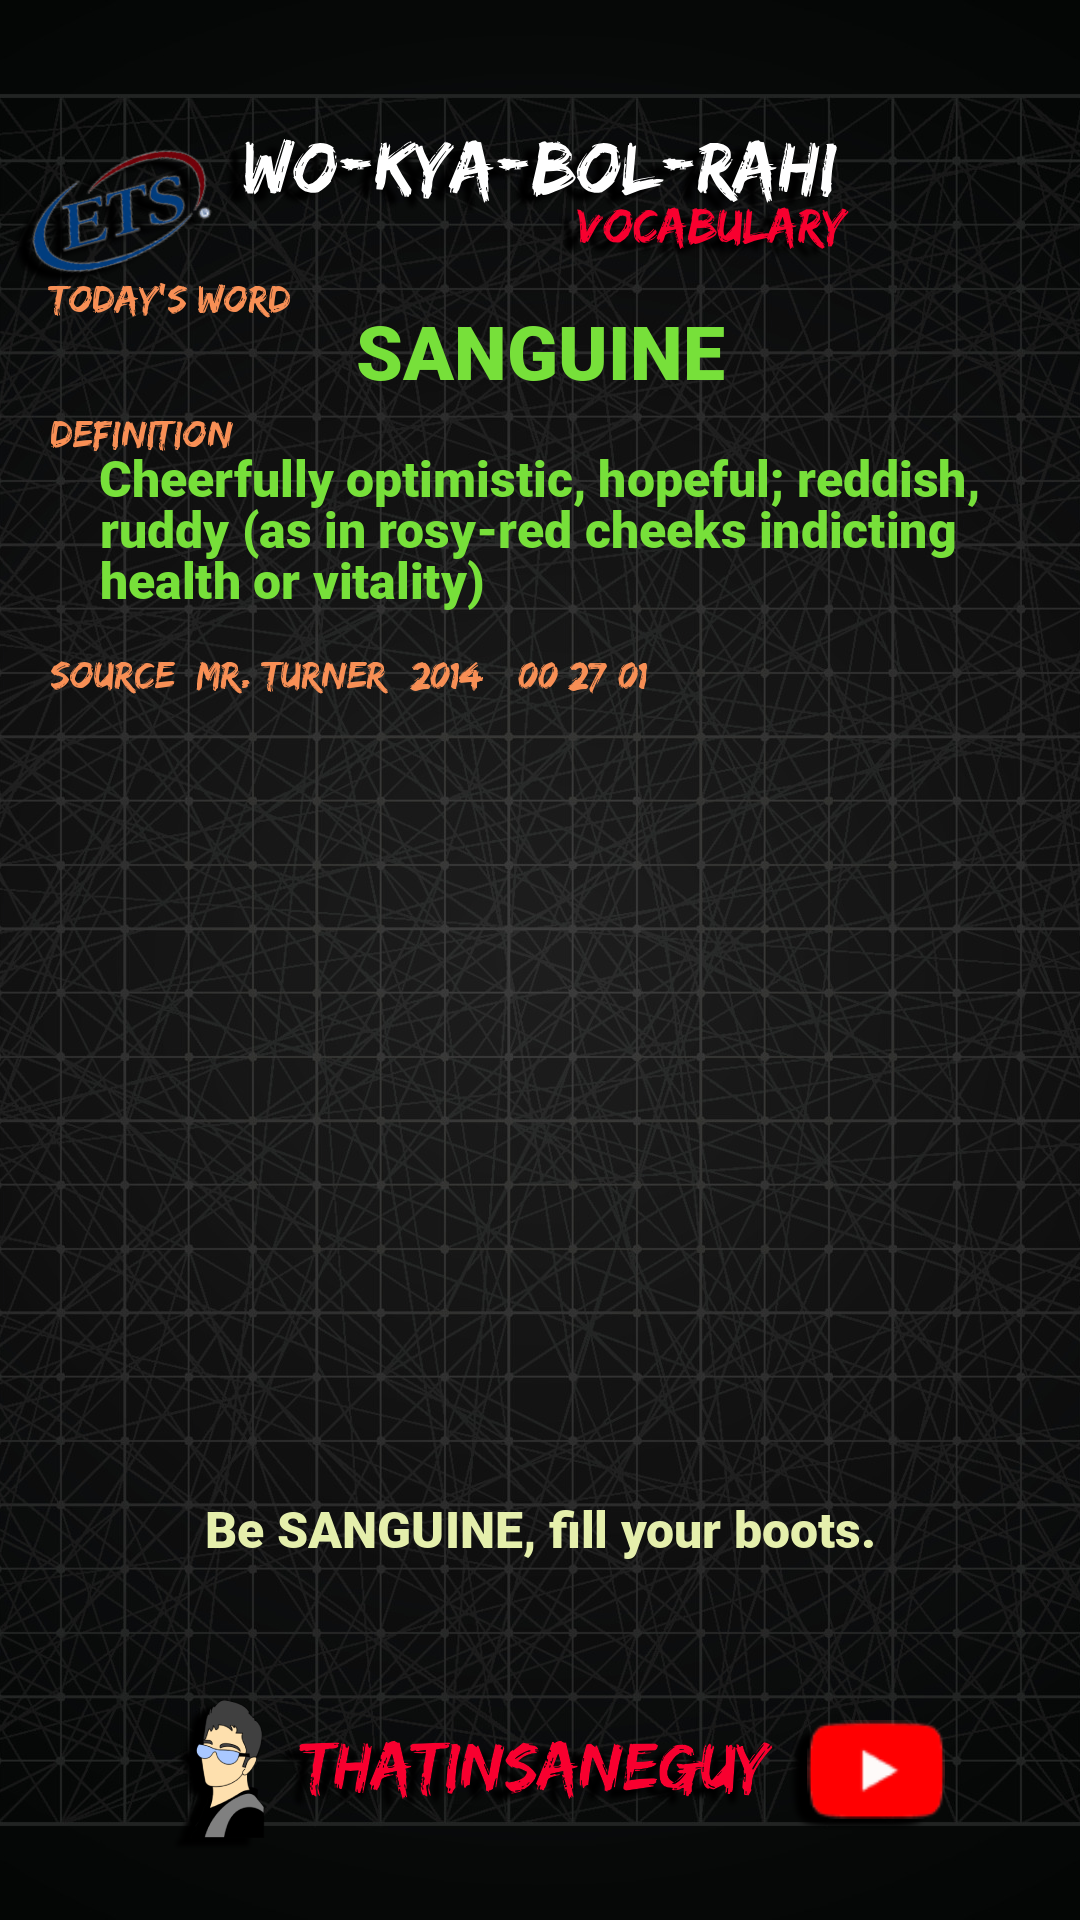 ETS
WO-KYA-BOL-RAHI
VOCABULARY
TODAY'S WORD
SANGUINE
DEFINITION
Cheerfully optimistic, hopeful; reddish,
ruddy (as in rosy-red cheeks indicting
health or vitality)
SOURCE MR. TURNER 2014 00 27 01
Be SANGUINE, fill your boots.
THATINSANEGUY